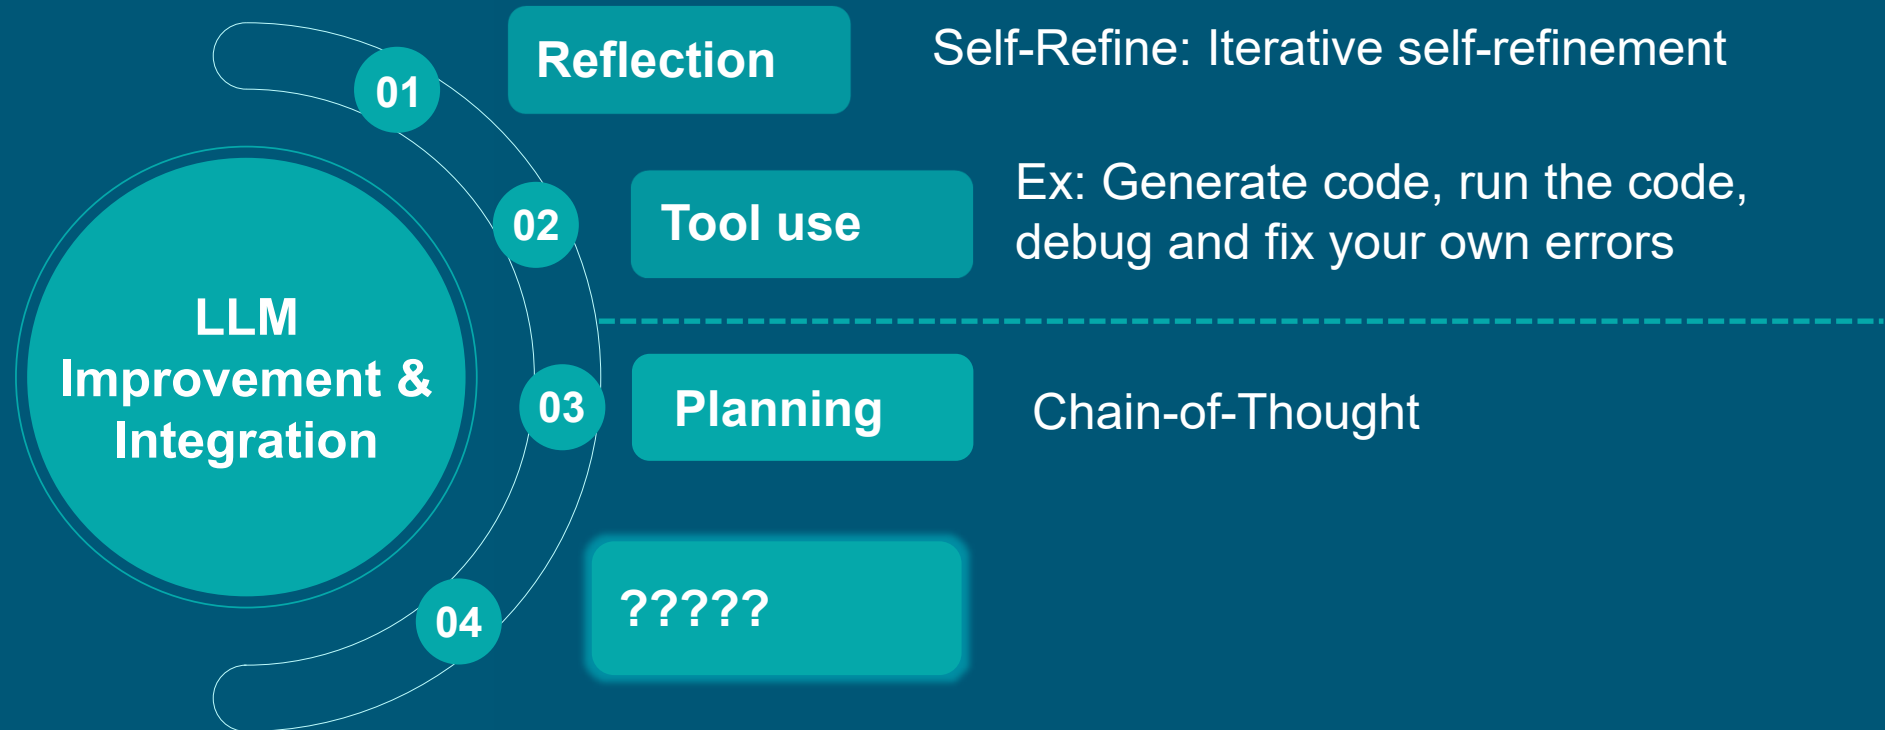 01
Reflection
Self-Refine: Iterative self-refinement
02
Tool use
Ex: Generate code, run the code,
debug and fix your own errors
LLM
Improvement &
Integration
03
Planning
Chain-of-Thought
04
?????